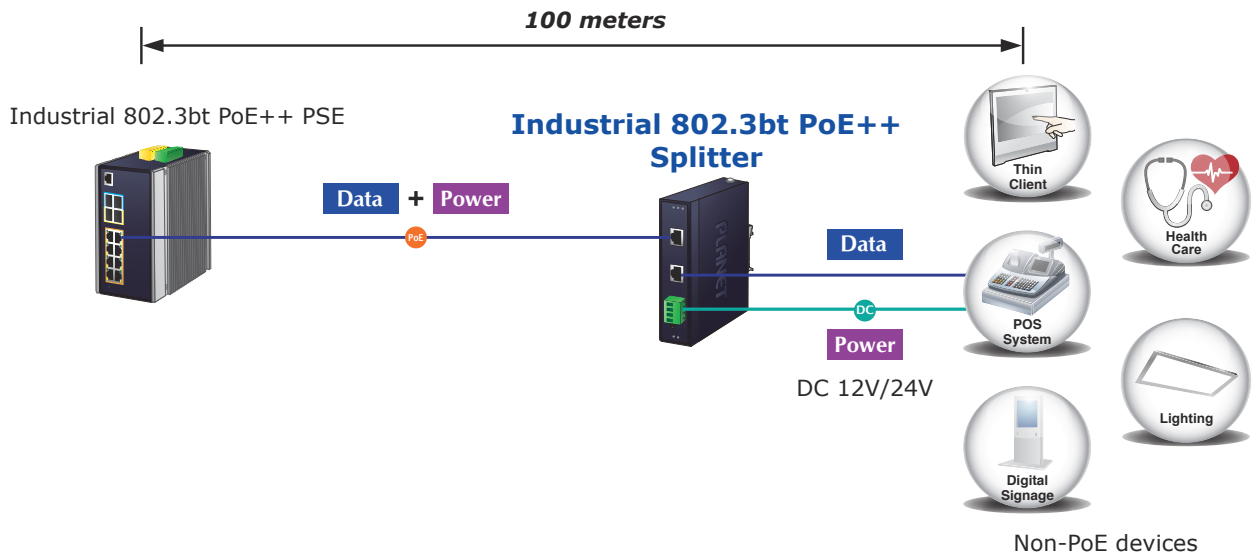 100 meters
Industrial 802.3bt PoE++ PSE
Industrial 802.3bt PoE++
Splitter
Data + Power
PoE
PLANET
Data
DC
Power
DC 12V/24V
Thin
Client
Health
Care
POS
System
Lighting
Digital
Signage
Non-PoE devices